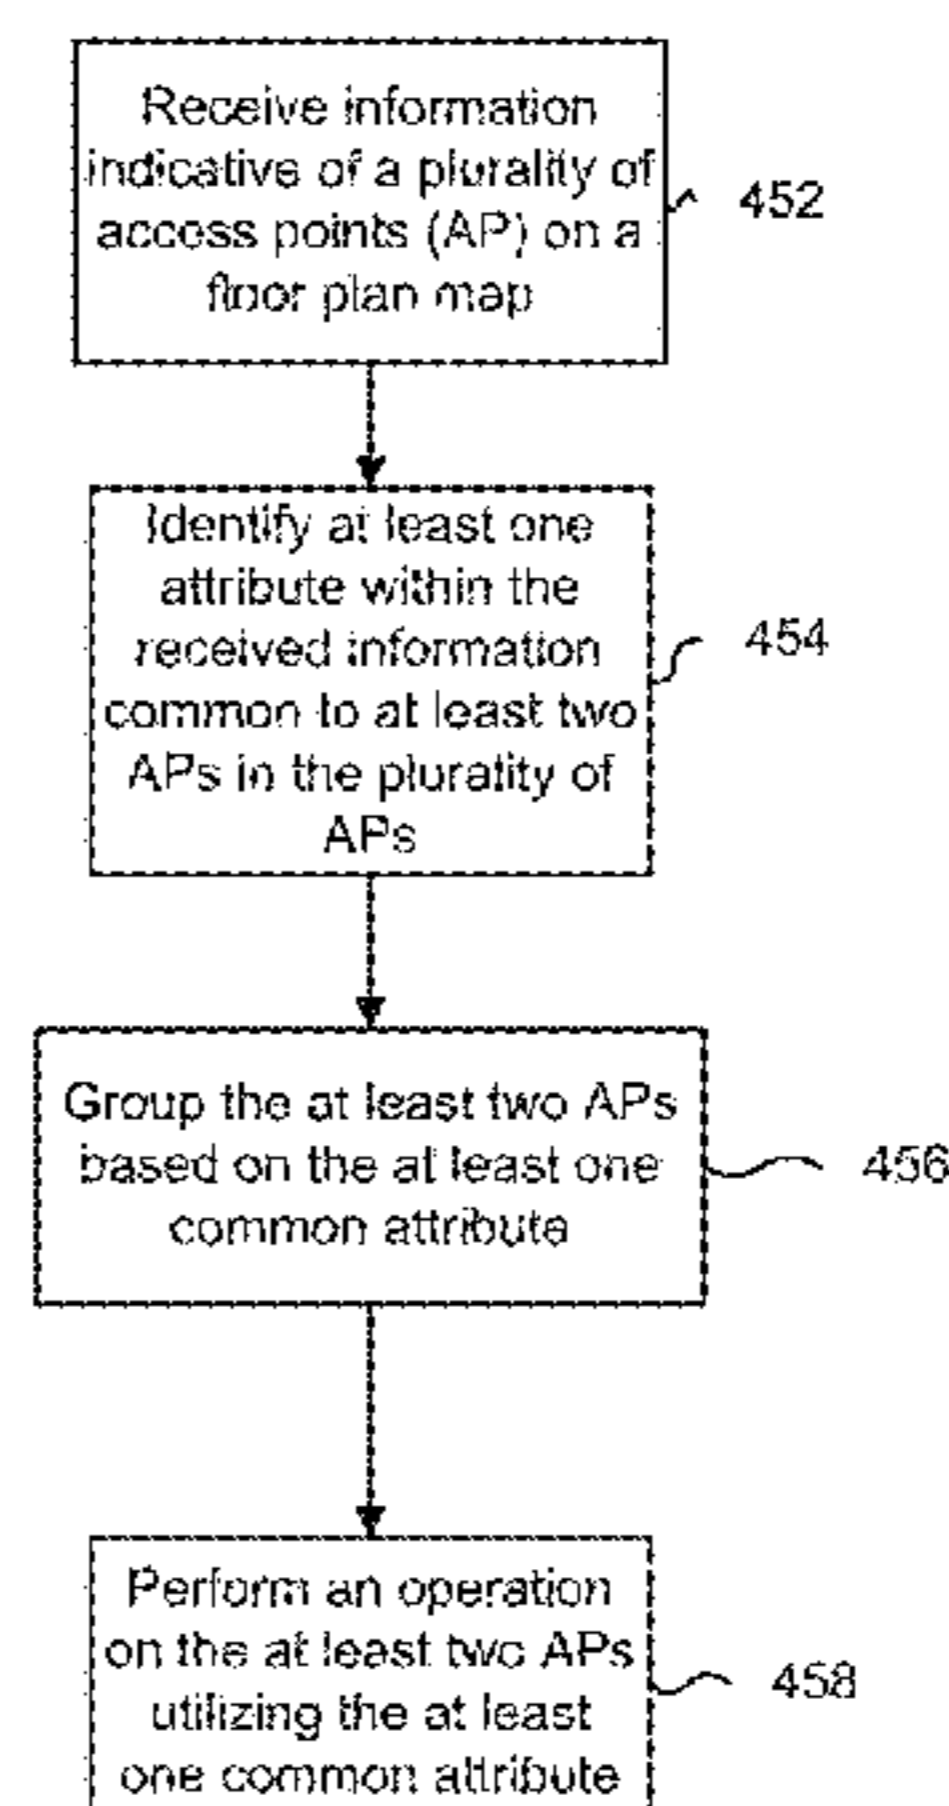 Receive information
indicative of a plurality of
access points (AP) on a
floor plan map
452
Identify at least one
attribute within the
received information
common to at least two
APs in the plurality of
APs
454
Group the at least two APs
based on the at least one
common attribute
456
Perform an operation
on the at least two APs
utilizing the at least
one common attribute
458